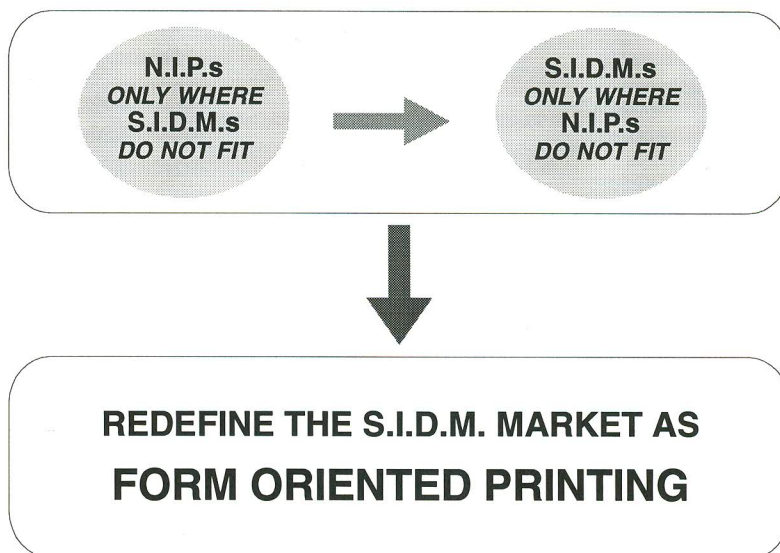 N.I.P.s
ONLY WHERE
S.I.D.M.s
DO NOT FIT
S.I.D.M.s
ONLY WHERE
N.I.P.s
DO NOT FIT
REDEFINE THE S.I.D.M. MARKET AS
FORM ORIENTED PRINTING